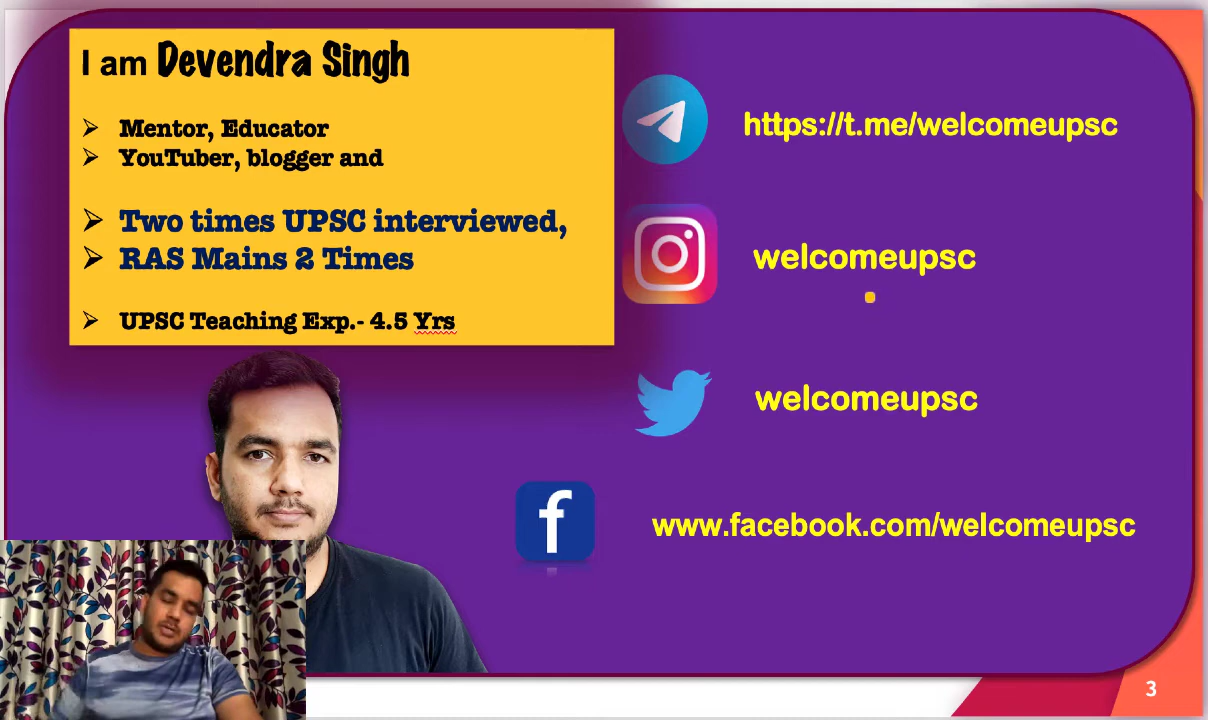 I am Devendra Singh
Mentor, Educator
YouTuber, blogger and
Two times UPSC interviewed,
RAS Mains 2 Times
UPSC Teaching Exp.- 4.5 Yrs
https://t.me/welcomeupsc
welcomeupsc
welcomeupsc
f
www.facebook.com/welcomeupsc
3